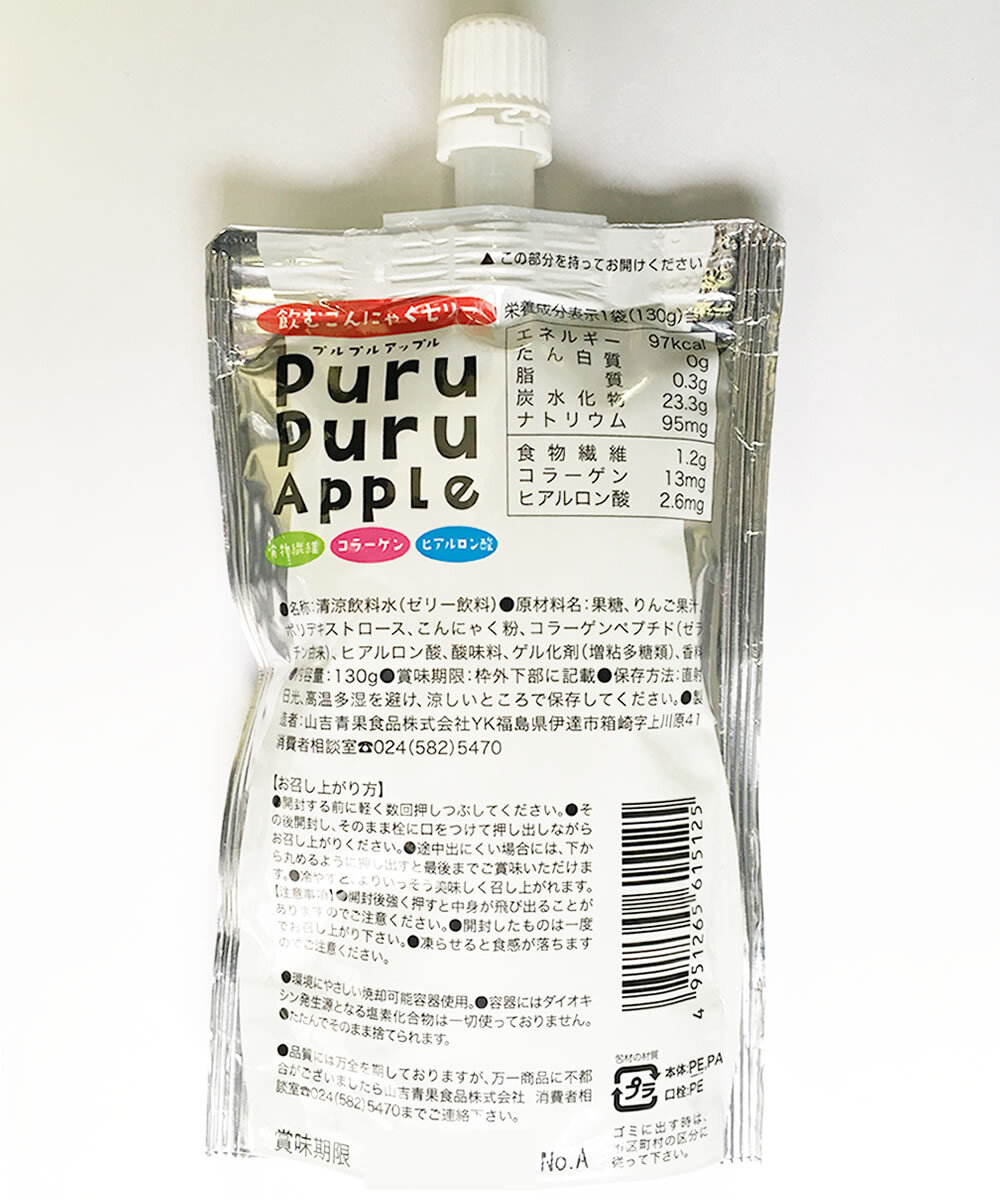 ▲ この部分を持ってお開けください
飲むこんにゃくゼリー
プルプルアップル
Puru
Puru
Apple
食物繊維 コラーゲン ヒアルロン酸
栄養成分表示1袋(130g)当り
エネルギー 97kcal
たん白質 0g
脂質 0.3g
炭水化物 23.3g
ナトリウム 95mg
食物繊維 1.2g
コラーゲン 13mg
ヒアルロン酸 2.6mg
●名称:清涼飲料水(ゼリー飲料)●原材料名:果糖、りんご果汁、
ポリデキストロース、こんにゃく粉、コラーゲンペプチド(ゼラ
チン由来)、ヒアルロン酸、酸味料、ゲル化剤(増粘多糖類)、香料
●内容量:130g●賞味期限:枠外下部に記載●保存方法:直射
日光、高温多湿を避け、涼しいところで保存してください。●製
造者:山吉青果食品株式会社YK福島県伊達市箱崎字上川原41
消費者相談室☎024(582)5470
【お召し上がり方】
●開封する前に軽く数回押しつぶしてください。●そ
の後開封し、そのまま栓に口をつけて押し出しながら
お召し上がりください。●途中出にくい場合には、下か
ら丸めるように押し出すと最後までご賞味いただけま
す。●冷やすと、よりいっそう美味しく召し上がれます。
【注意事項】●開封後強く押すと中身が飛び出ることが
ありますのでご注意ください。●開封したものは一度
でお召し上がり下さい。●凍らせると食感が落ちます
のでご注意ください。
●環境にやさしい焼却可能容器使用。●容器にはダイオキ
シン発生源となる塩素化合物は一切使っておりません。
●たたんでそのまま捨てられます。
●品質には万全を期しておりますが、万一商品に不都
合がございましたら山吉青果食品株式会社 消費者相
談室☎024(582)5470までご連絡下さい。
賞味期限
No.A
4 951265 615125
包材の材質
プラ
本体:PE,PA
口栓:PE
ゴミに出す時は、
市区町村の区分に
従って下さい。